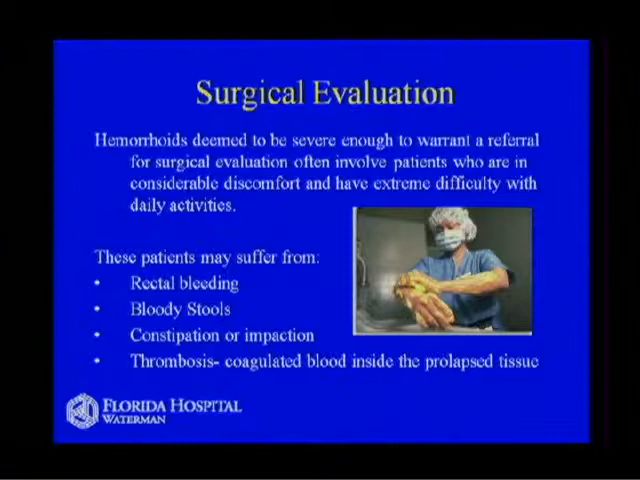 Surgical Evaluation
Hemorrhoids deemed to be severe enough to warrant a referral
for surgical evaluation often involve patients who are in
considerable discomfort and have extreme difficulty with
daily activities.
These patients may suffer from:
• Rectal bleeding
• Bloody Stools
• Constipation or impaction
• Thrombosis- coagulated blood inside the prolapsed tissue
FLORIDA HOSPITAL
WATERMAN